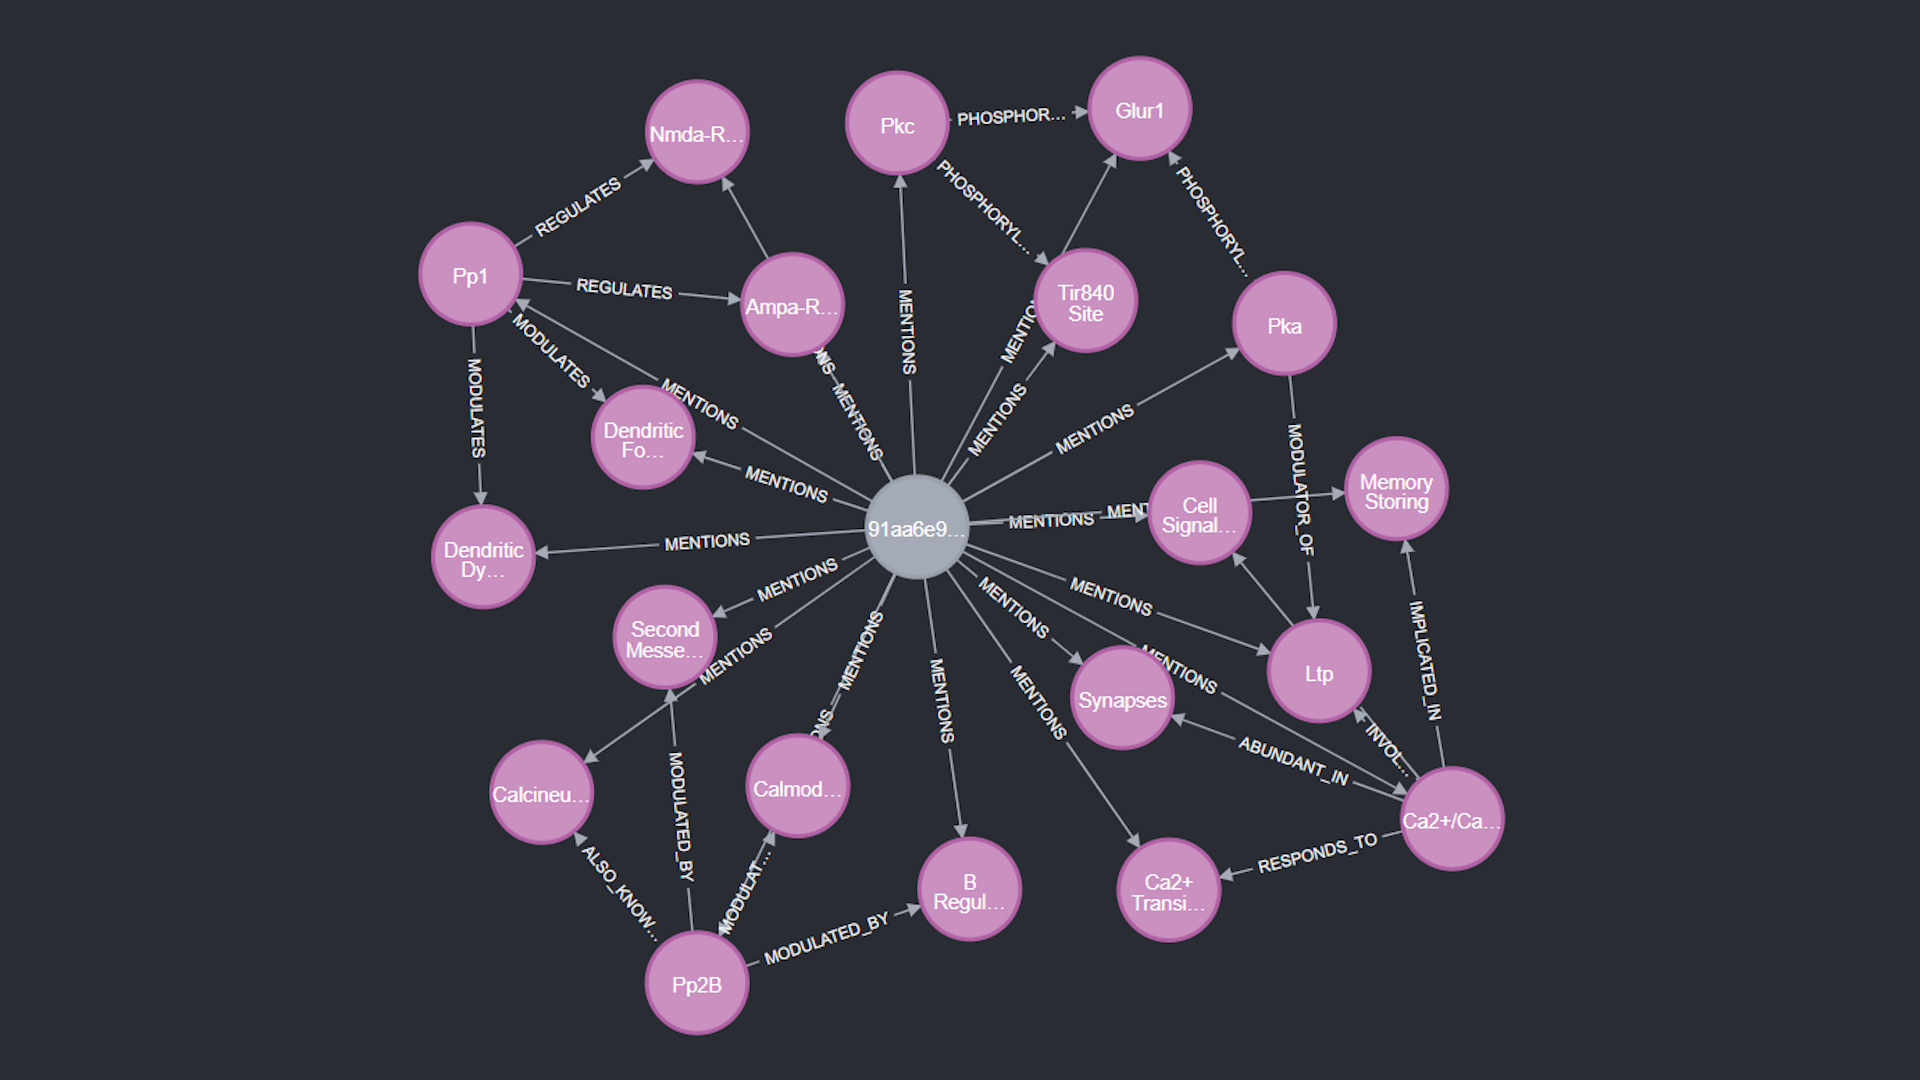 Glur1
Pkc
PHOSPHOR...
Nmda-R...
PHOSPHORYL...
PHOSPHORYL...
REGULATES
Pp1
REGULATES
Ampa-R...
Tir840
Site
Pka
MENTIONS
MODULATES
MENTIONS
MODULATES
MENTIONS
MENTIONS
MENTIONS
MENTIONS
Dendritic
Fo...
MENTIONS
MODULATOR_OF
Memory
Storing
Cell
Signal...
MENTIONS
91aa6e9...
MENTIONS
Dendritic
Dy...
MENTIONS
MENTIONS
MENTIONS
Second
Messe...
MENTIONS
MENTIONS
MENTIONS
MENTIONS
MENTIONS
IMPLICATED_IN
Ltp
Synapses
INVOL...
ABUNDANT_IN
Calcineu...
Calmod...
MODULATED_BY
Ca2+/Ca...
RESPONDS_TO
ALSO_KNOW...
MODULAT...
B
Regul...
Ca2+
Transi...
MODULATED_BY
Pp2B